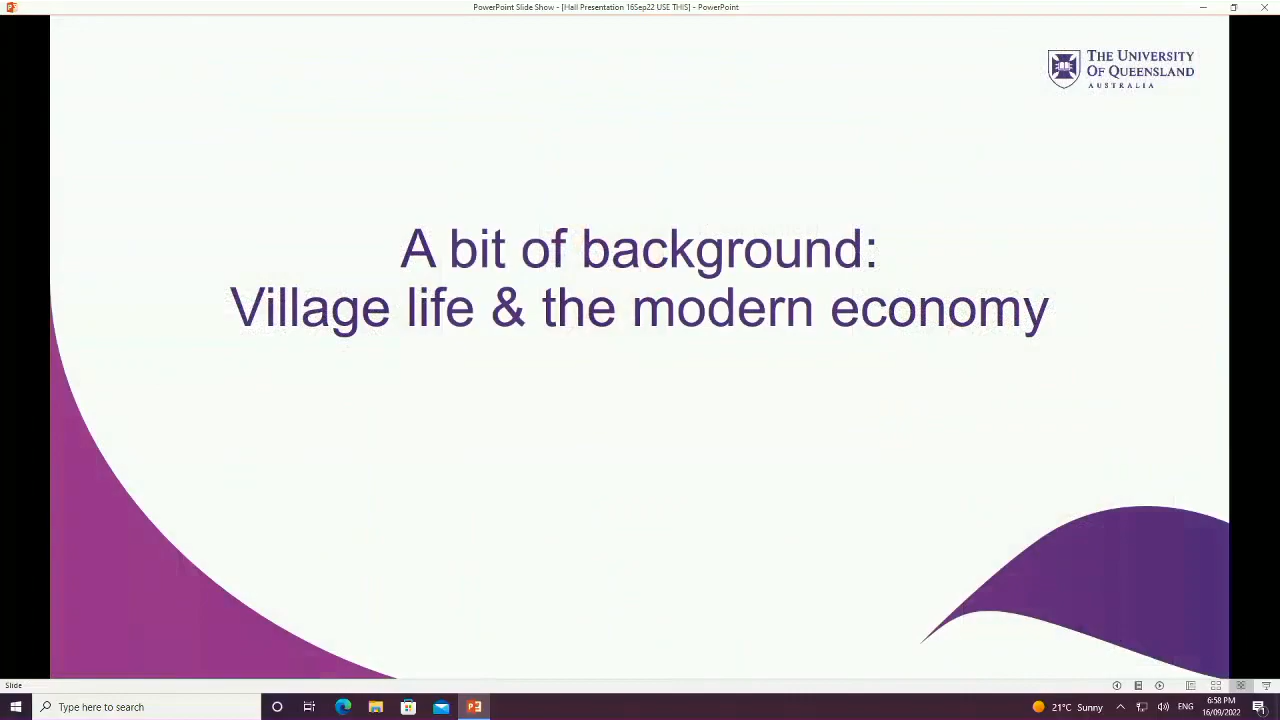 PowerPoint Slide Show - [Hall Presentation 16Sep22 USE THIS] - PowerPoint
THE UNIVERSITY
OF QUEENSLAND
AUSTRALIA
A bit of background:
Village life & the modern economy
Slide
Type here to search
21°C Sunny
ENG
6:58 PM
16/09/2022